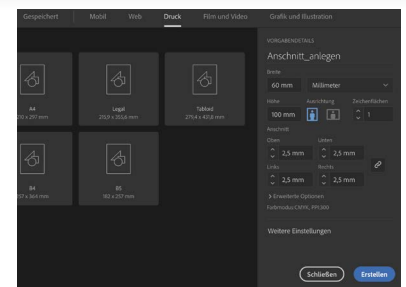 Gespeichert Mobil Web Druck Film und Video Grafik und Illustration
VORGABENDETAILS
Anschnitt_anlegen
Breite
60 mm Millimeter
Höhe Ausrichtung Zeichenflächen
100 mm 1
Anschnitt
Oben Unten
2,5 mm 2,5 mm
Links Rechts
2,5 mm 2,5 mm
> Erweiterte Optionen
Farbmodus:CMYK, PPI:300
Weitere Einstellungen
Schließen Erstellen
A4
210 x 297 mm
Legal
215,9 x 355,6 mm
Tabloid
279,4 x 431,8 mm
B4
257 x 364 mm
B5
182 x 257 mm